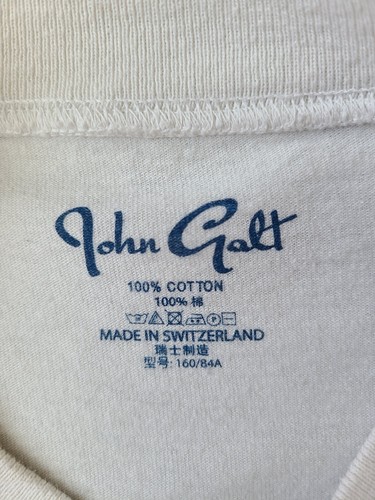 John Galt
100% COTTON
100% 棉
MADE IN SWITZERLAND
瑞士制造
型号: 160/84A